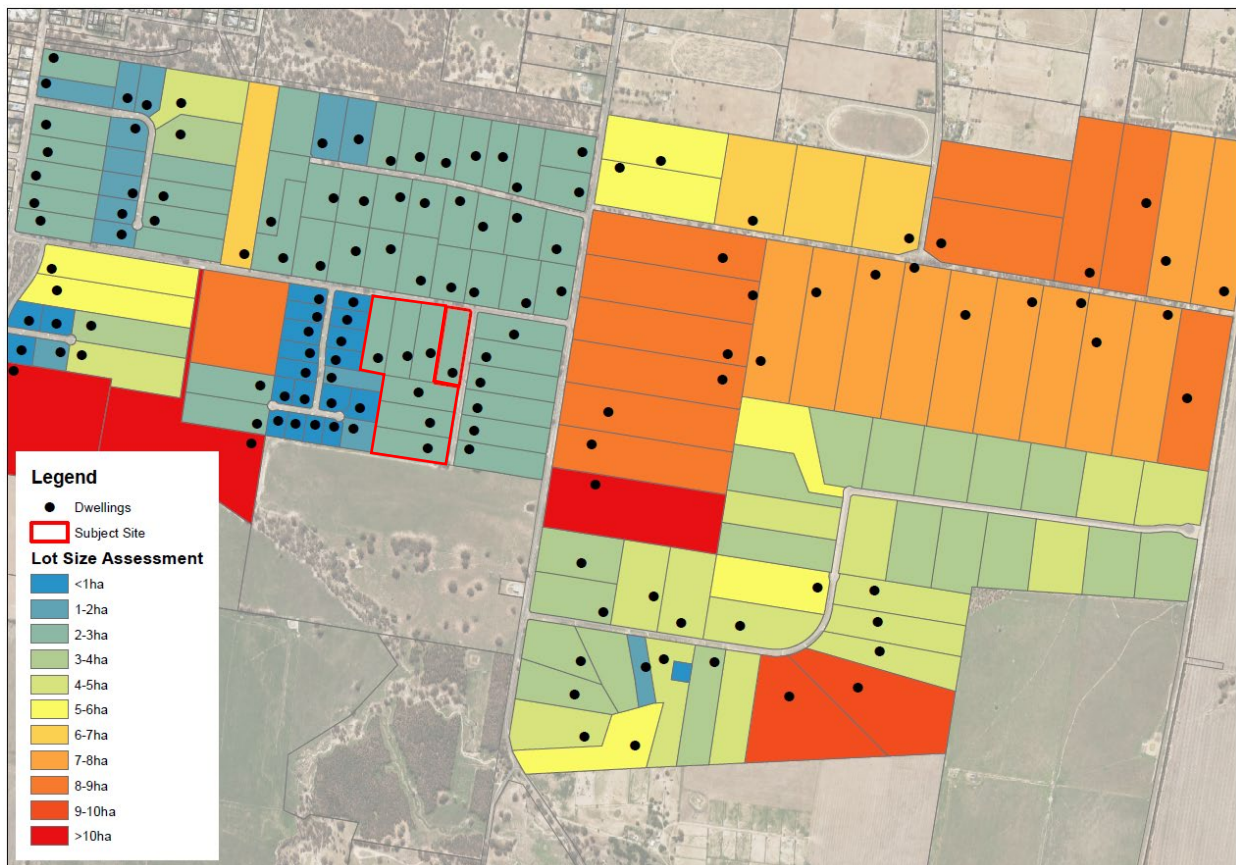 Legend
Dwellings
Subject Site
Lot Size Assessment
<1ha
1-2ha
2-3ha
3-4ha
4-5ha
5-6ha
6-7ha
7-8ha
8-9ha
9-10ha
>10ha